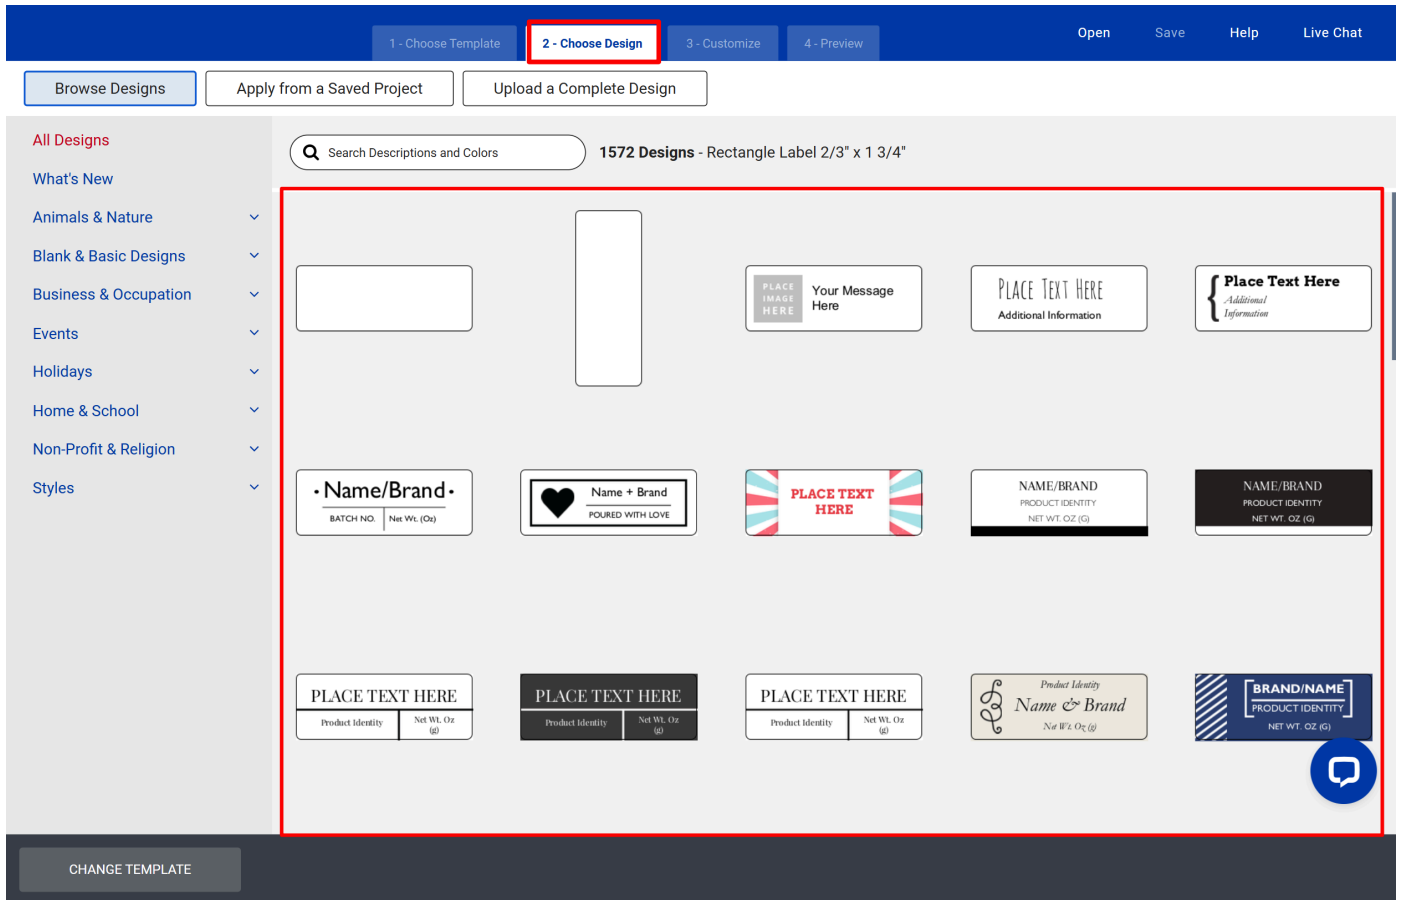 1 - Choose Template
2 - Choose Design
3 - Customize
4 - Preview
Open
Save
Help
Live Chat
Browse Designs
Apply from a Saved Project
Upload a Complete Design
All Designs
What's New
Animals & Nature
Blank & Basic Designs
Business & Occupation
Events
Holidays
Home & School
Non-Profit & Religion
Styles
Search Descriptions and Colors
1572 Designs - Rectangle Label 2/3" x 1 3/4"
PLACE
IMAGE
HERE
Your Message
Here
PLACE TEXT HERE
Additional Information
Place Text Here
Additional
Information
· Name/Brand ·
BATCH NO.
Net Wt. (Oz)
Name + Brand
POURED WITH LOVE
PLACE TEXT
HERE
NAME/BRAND
PRODUCT IDENTITY
NET WT. OZ (G)
NAME/BRAND
PRODUCT IDENTITY
NET WT. OZ (G)
PLACE TEXT HERE
Product Identity
Net Wt. Oz
(g)
PLACE TEXT HERE
Product Identity
Net Wt. Oz
(g)
PLACE TEXT HERE
Product Identity
Net Wt. Oz
(g)
Product Identity
Name & Brand
Net Wt. Oz (g)
BRAND/NAME
PRODUCT IDENTITY
NET WT. OZ (G)
CHANGE TEMPLATE